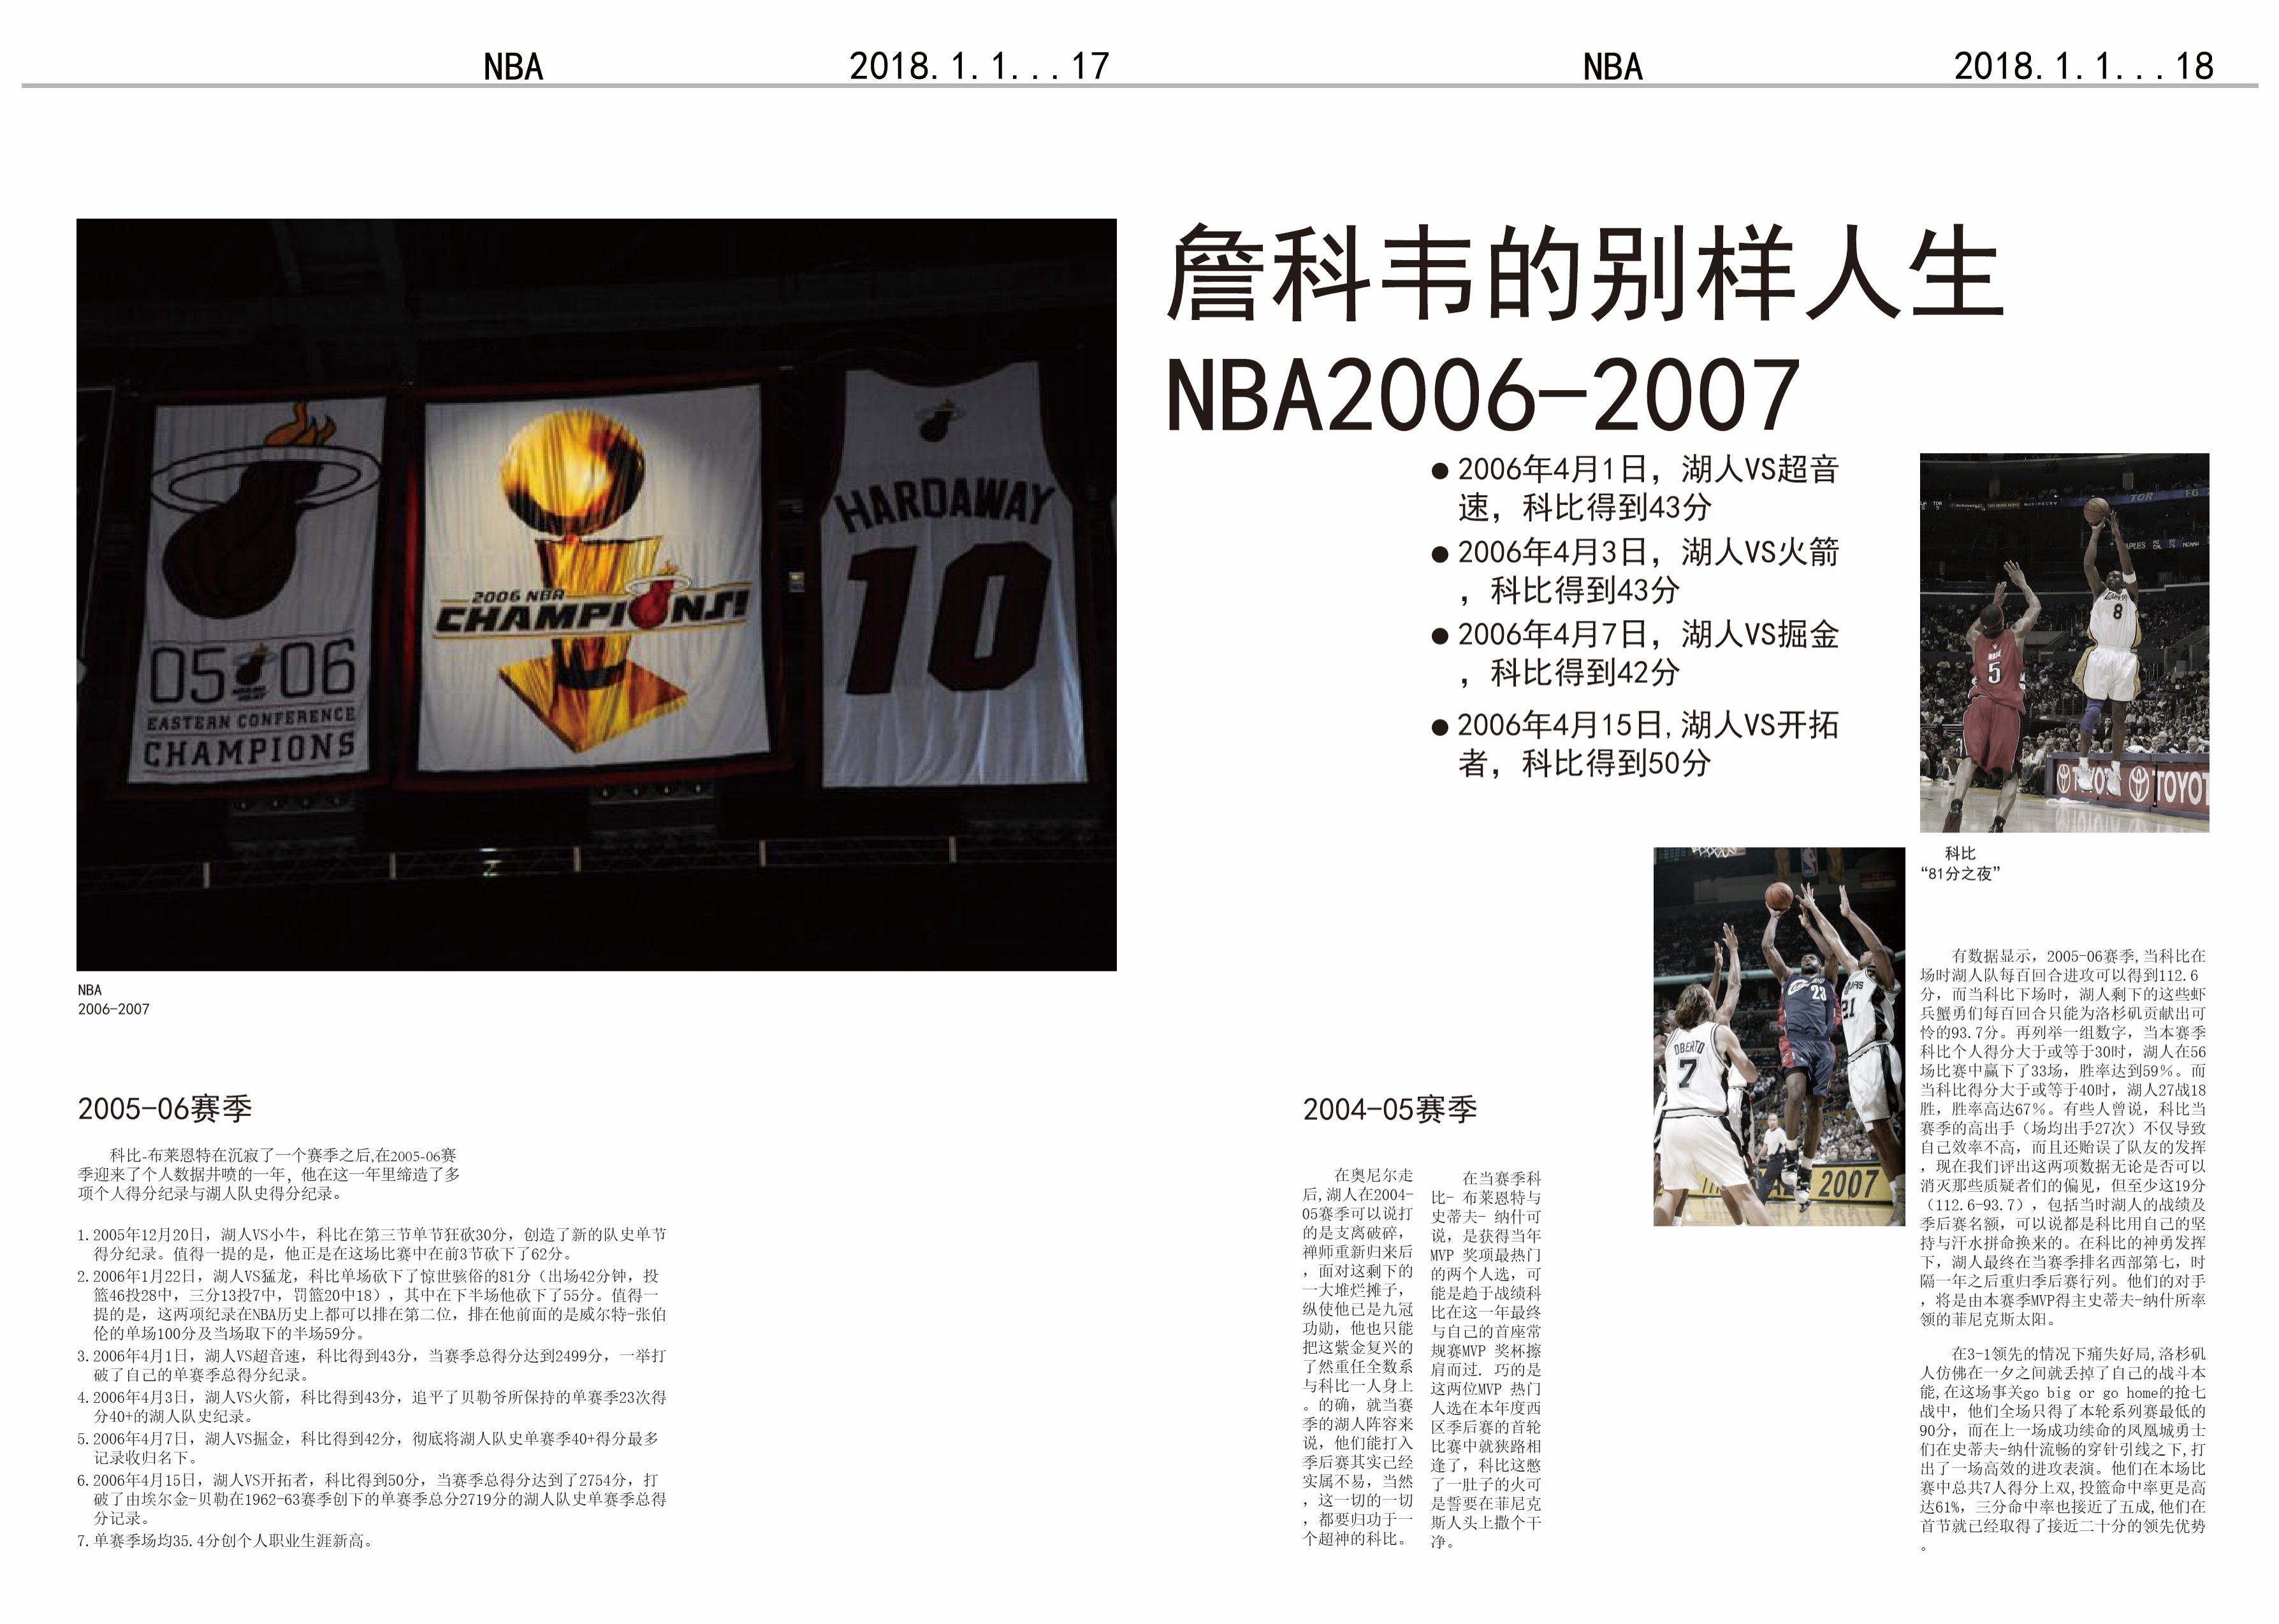 NBA
2018.1.1...17
NBA
2018.1.1...18
05 06
EASTERN CONFERENCE
CHAMPIONS
2006 NBA
CHAMPIONS!
HARDAWAY
10
NBA
2006-2007
詹科韦的别样人生
NBA2006-2007
●2006年4月1日，湖人VS超音
速，科比得到43分
●2006年4月3日，湖人VS火箭
，科比得到43分
●2006年4月7日，湖人VS掘金
，科比得到42分
●2006年4月15日,湖人VS开拓
者，科比得到50分
TOR
5
8
TOYOT
科比
“81分之夜”
23
21
OBERTO
7
2007
2005-06赛季
科比-布莱恩特在沉寂了一个赛季之后,在2005-06赛
季迎来了个人数据井喷的一年，他在这一年里缔造了多
项个人得分纪录与湖人队史得分纪录。
1.2005年12月20日，湖人VS小牛，科比在第三节单节狂砍30分，创造了新的队史单节
得分纪录。值得一提的是，他正是在这场比赛中在前3节砍下了62分。
2.2006年1月22日，湖人VS猛龙，科比单场砍下了惊世骇俗的81分（出场42分钟，投
篮46投28中，三分13投7中，罚篮20中18），其中在下半场他砍下了55分。值得一
提的是，这两项纪录在NBA历史上都可以排在第二位，排在他前面的是威尔特-张伯
伦的单场100分及当场取下的半场59分。
3.2006年4月1日，湖人VS超音速，科比得到43分，当赛季总得分达到2499分，一举打
破了自己的单赛季总得分纪录。
4.2006年4月3日，湖人VS火箭，科比得到43分，追平了贝勒爷所保持的单赛季23次得
分40+的湖人队史纪录。
5.2006年4月7日，湖人VS掘金，科比得到42分，彻底将湖人队史单赛季40+得分最多
记录收归名下。
6.2006年4月15日，湖人VS开拓者，科比得到50分，当赛季总得分达到了2754分，打
破了由埃尔金-贝勒在1962-63赛季创下的单赛季总分2719分的湖人队史单赛季总得
分记录。
7.单赛季场均35.4分创个人职业生涯新高。
2004-05赛季
在奥尼尔走
后,湖人在2004-
05赛季可以说打
的是支离破碎，
禅师重新归来后
，面对这剩下的
一大堆烂摊子，
纵使他已是九冠
功勋，他也只能
把这紫金复兴的
了然重任全数系
与科比一人身上
。的确，就当赛
季的湖人阵容来
说，他们能打入
季后赛其实已经
实属不易，当然
，这一切的一切
，都要归功于一
个超神的科比。
在当赛季科
比- 布莱恩特与
史蒂夫- 纳什可
说，是获得当年
MVP 奖项最热门
的两个人选，可
能是趋于战绩科
比在这一年最终
与自己的首座常
规赛MVP 奖杯擦
肩而过. 巧的是
这两位MVP 热门
人选在本年度西
区季后赛的首轮
比赛中就狭路相
逢了，科比这憋
了一肚子的火可
是誓要在菲尼克
斯人头上撒个干
净。
有数据显示，2005-06赛季,当科比在
场时湖人队每百回合进攻可以得到112.6
分，而当科比下场时，湖人剩下的这些虾
兵蟹勇们每百回合只能为洛杉矶贡献出可
怜的93.7分。再列举一组数字，当本赛季
科比个人得分大于或等于30时，湖人在56
场比赛中赢下了33场，胜率达到59%。而
当科比得分大于或等于40时，湖人27战18
胜，胜率高达67%。有些人曾说，科比当
赛季的高出手（场均出手27次）不仅导致
自己效率不高，而且还贻误了队友的发挥
，现在我们评出这两项数据无论是否可以
消灭那些质疑者们的偏见，但至少这19分
（112.6-93.7），包括当时湖人的战绩及
季后赛名额，可以说都是科比用自己的坚
持与汗水拼命换来的。在科比的神勇发挥
下，湖人最终在当赛季排名西部第七，时
隔一年之后重归季后赛行列。他们的对手
，将是由本赛季MVP得主史蒂夫-纳什所率
领的菲尼克斯太阳。
在3-1领先的情况下痛失好局,洛杉矶
人仿佛在一夕之间就丢掉了自己的战斗本
能,在这场事关go big or go home的抢七
战中，他们全场只得了本轮系列赛最低的
90分，而在上一场成功续命的凤凰城勇士
们在史蒂夫-纳什流畅的穿针引线之下,打
出了一场高效的进攻表演。他们在本场比
赛中总共7人得分上双,投篮命中率更是高
达61%，三分命中率也接近了五成,他们在
首节就已经取得了接近二十分的领先优势
。